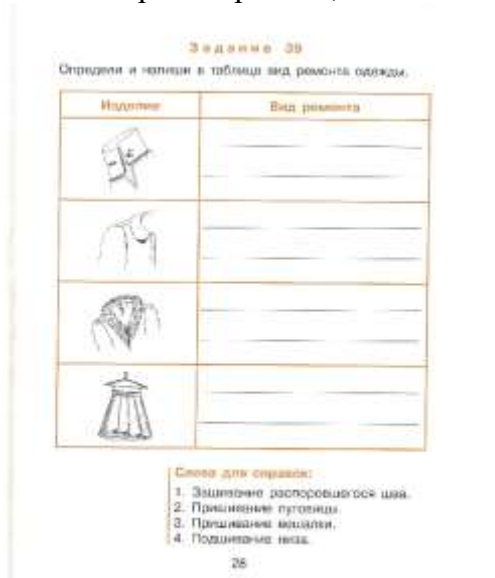 Задание 39
Определи и напиши в таблице вид ремонта одежды.
Изделие
Вид ремонта
Слова для справок:
1. Зашивание распоровшегося шва.
2. Пришивание пуговицы.
3. Пришивание вешалки.
4. Подшивание низа.